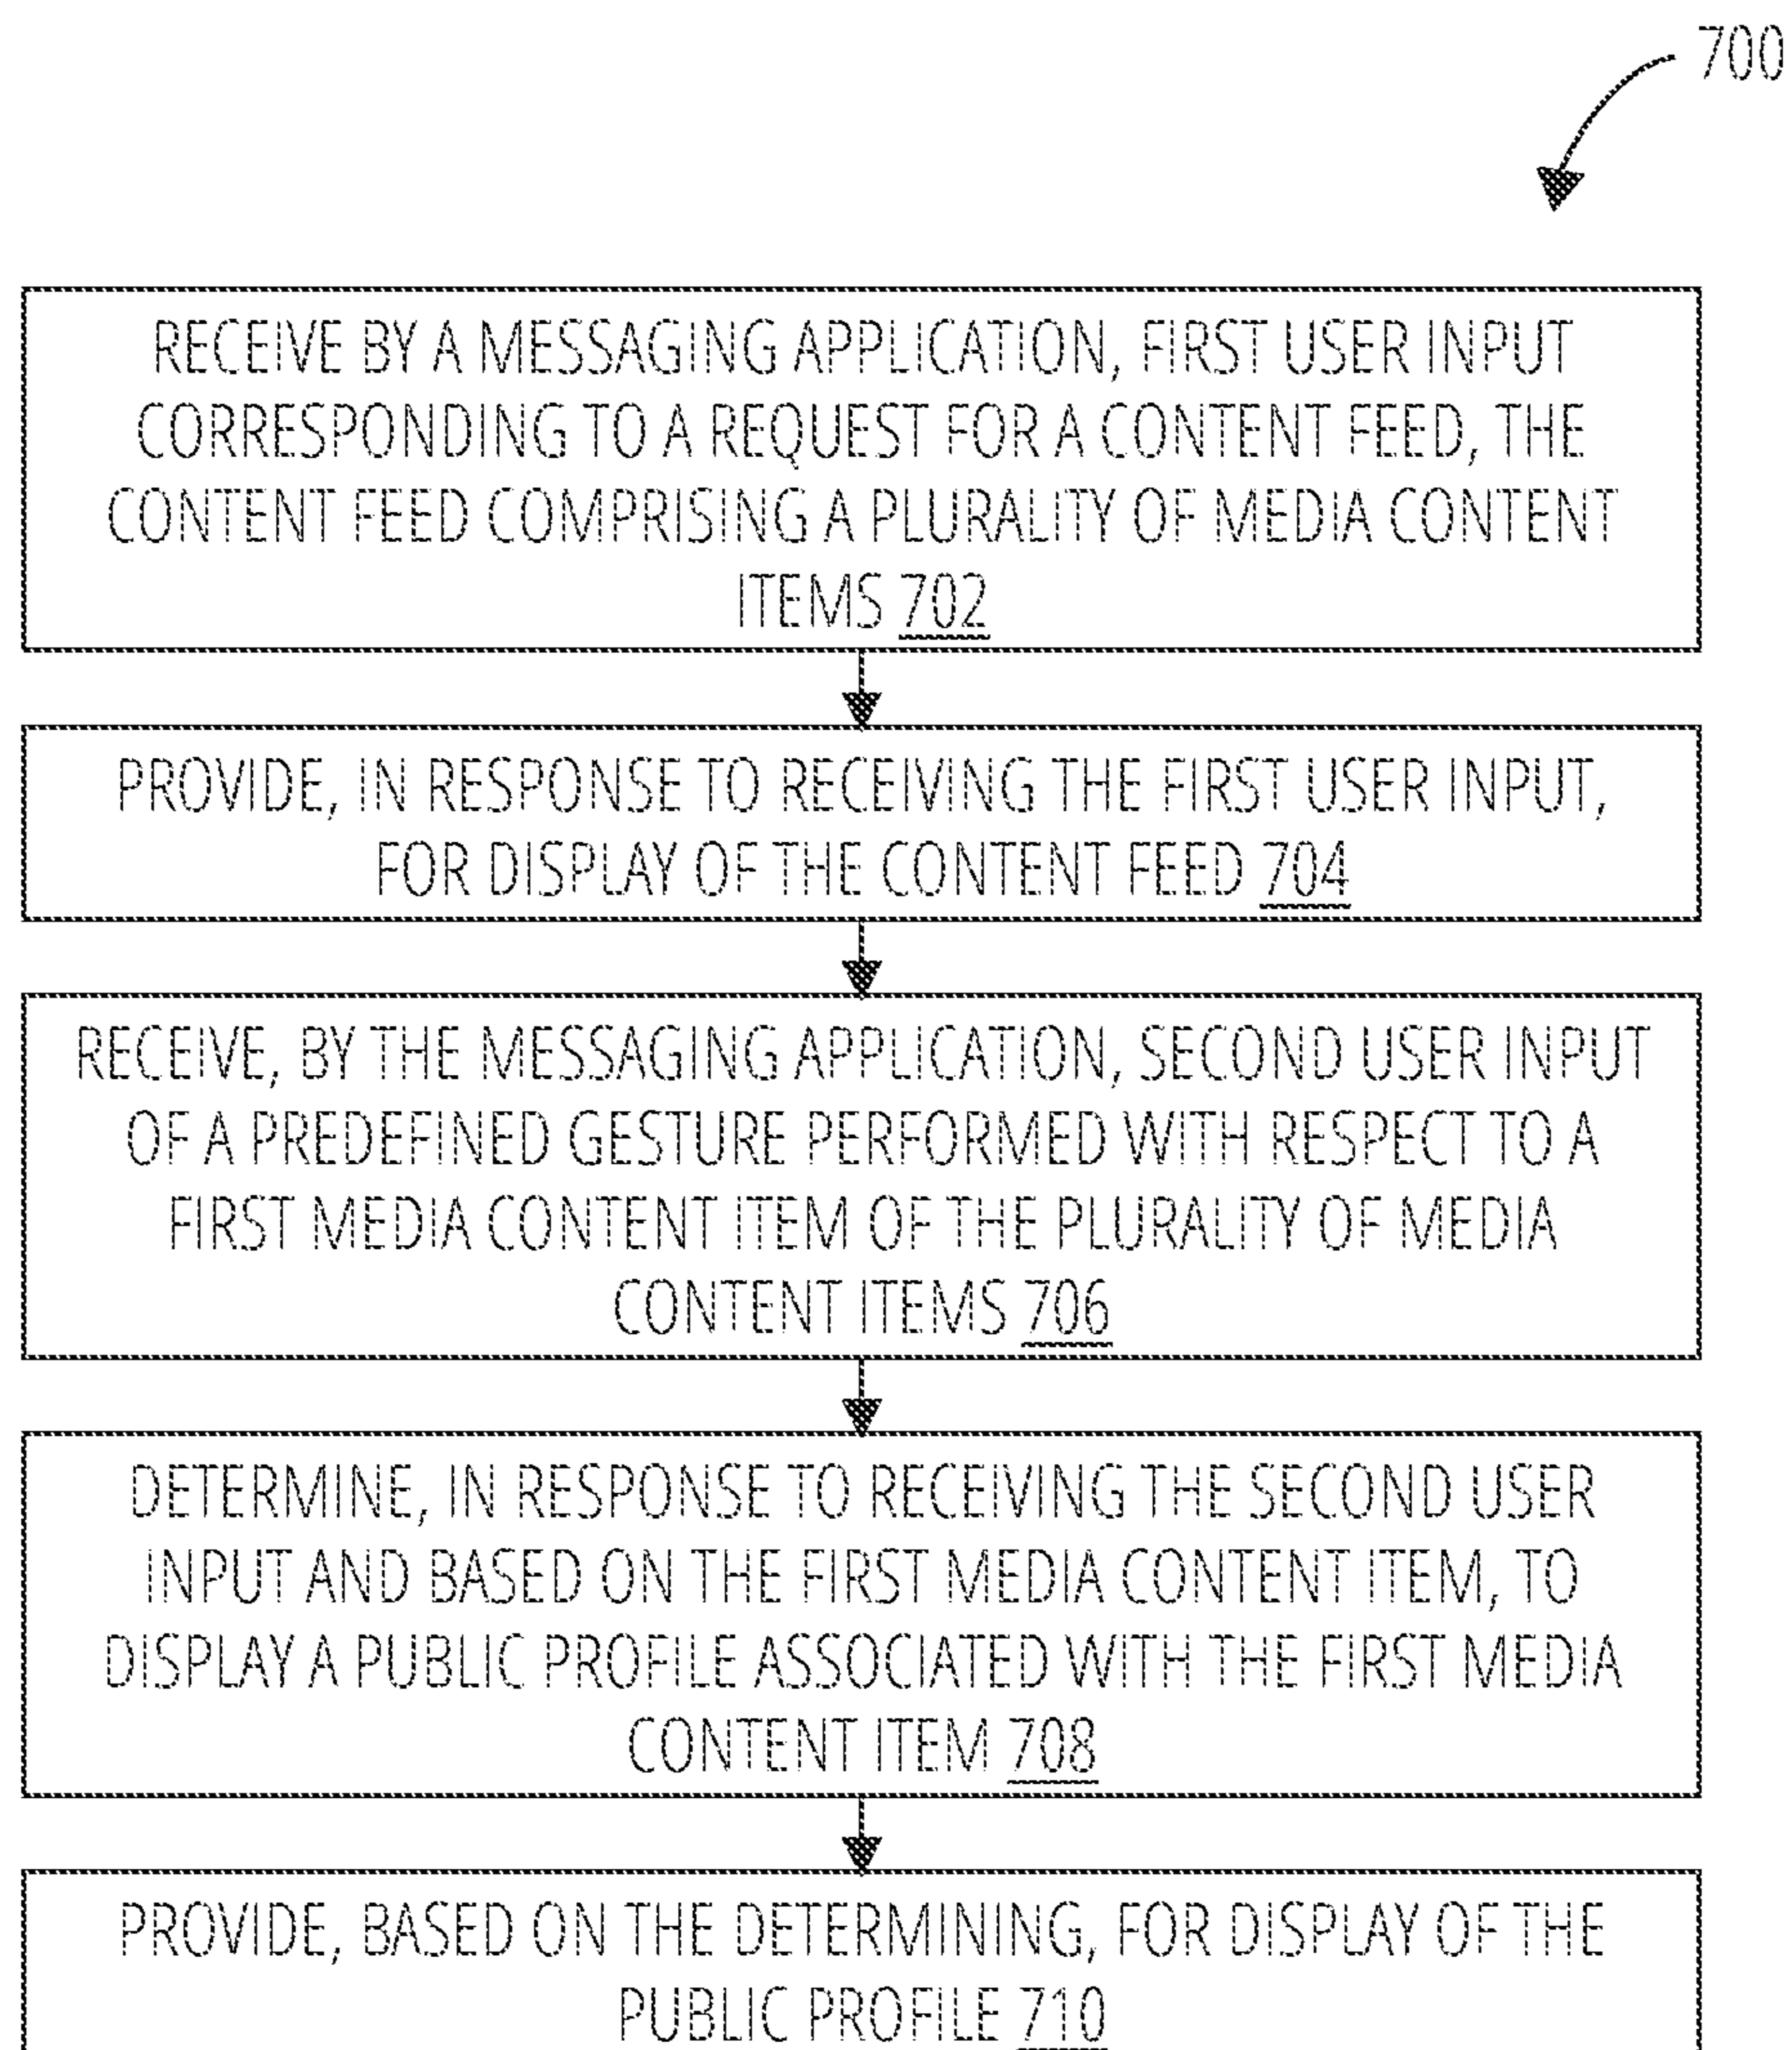 700
RECEIVE BY A MESSAGING APPLICATION, FIRST USER INPUT
CORRESPONDING TO A REQUEST FOR A CONTENT FEED, THE
CONTENT FEED COMPRISING A PLURALITY OF MEDIA CONTENT
ITEMS 702
PROVIDE, IN RESPONSE TO RECEIVING THE FIRST USER INPUT,
FOR DISPLAY OF THE CONTENT FEED 704
RECEIVE, BY THE MESSAGING APPLICATION, SECOND USER INPUT
OF A PREDEFINED GESTURE PERFORMED WITH RESPECT TO A
FIRST MEDIA CONTENT ITEM OF THE PLURALITY OF MEDIA
CONTENT ITEMS 706
DETERMINE, IN RESPONSE TO RECEIVING THE SECOND USER
INPUT AND BASED ON THE FIRST MEDIA CONTENT ITEM, TO
DISPLAY A PUBLIC PROFILE ASSOCIATED WITH THE FIRST MEDIA
CONTENT ITEM 708
PROVIDE, BASED ON THE DETERMINING, FOR DISPLAY OF THE
PUBLIC PROFILE 710